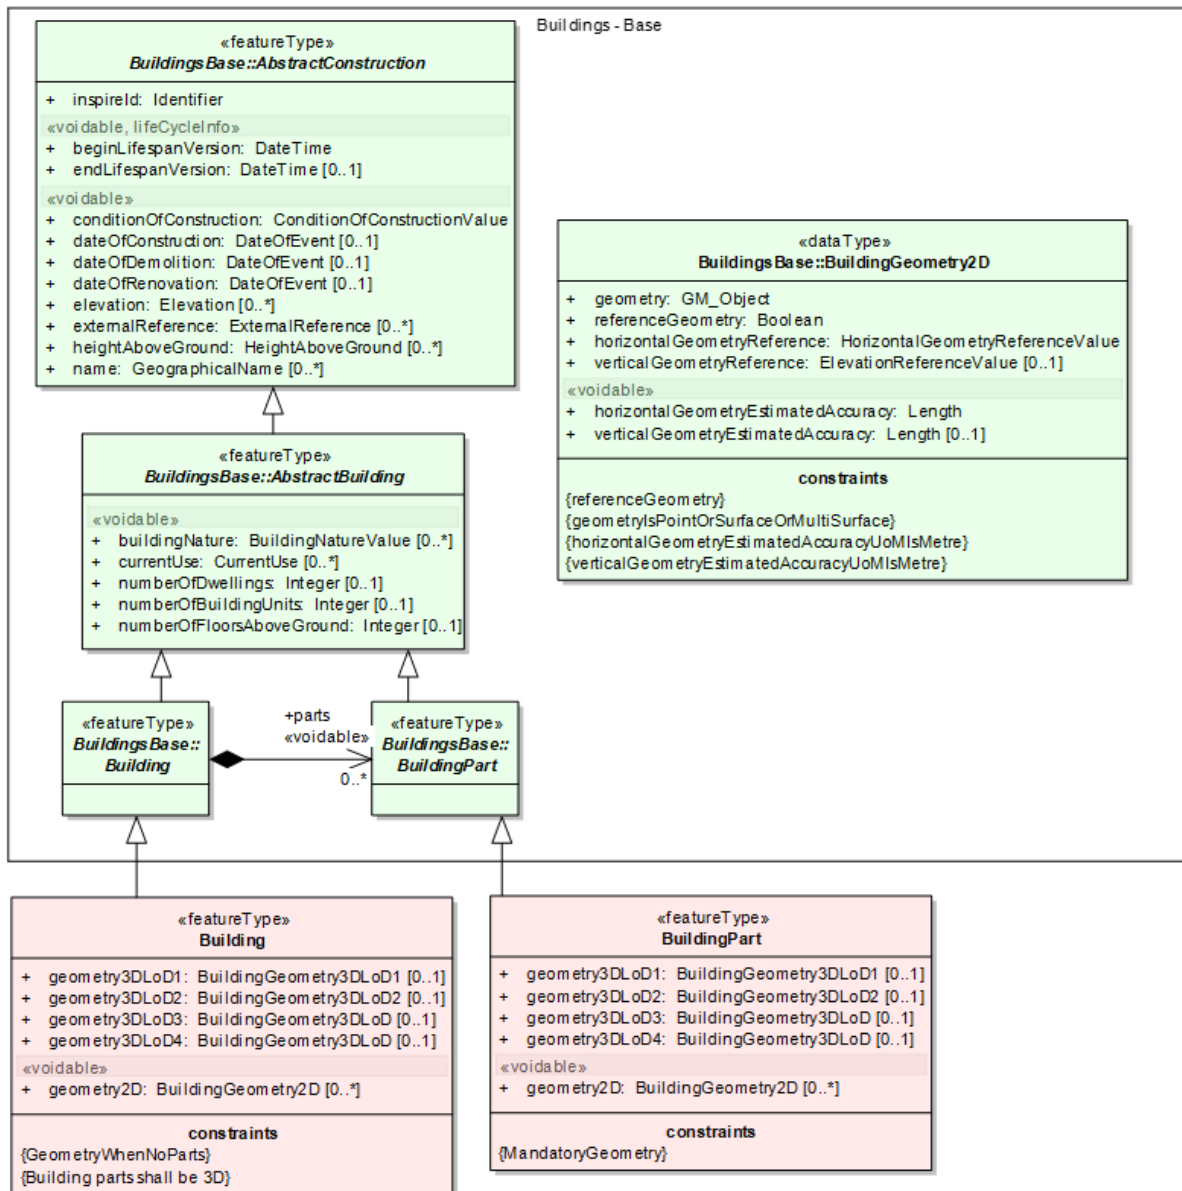 Buildings - Base
«featureType»
BuildingsBase::AbstractConstruction
+ inspireId: Identifier
«voidable, lifeCycleInfo»
+ beginLifespanVersion: DateTime
+ endLifespanVersion: DateTime [0..1]
«voidable»
+ conditionOfConstruction: ConditionOfConstructionValue
+ dateOfConstruction: DateOfEvent [0..1]
+ dateOfDemolition: DateOfEvent [0..1]
+ dateOfRenovation: DateOfEvent [0..1]
+ elevation: Elevation [0..*]
+ externalReference: ExternalReference [0..*]
+ heightAboveGround: HeightAboveGround [0..*]
+ name: GeographicalName [0..*]
«dataType»
BuildingsBase::BuildingGeometry2D
+ geometry: GM_Object
+ referenceGeometry: Boolean
+ horizontalGeometryReference: HorizontalGeometryReferenceValue
+ verticalGeometryReference: ElevationReferenceValue [0..1]
«voidable»
+ horizontalGeometryEstimatedAccuracy: Length
+ verticalGeometryEstimatedAccuracy: Length [0..1]
constraints
{referenceGeometry}
{geometryIsPointOrSurfaceOrMultiSurface}
{horizontalGeometryEstimatedAccuracyUoMIsMetre}
{verticalGeometryEstimatedAccuracyUoMIsMetre}
«featureType»
BuildingsBase::AbstractBuilding
«voidable»
+ buildingNature: BuildingNatureValue [0..*]
+ currentUse: CurrentUse [0..*]
+ numberOfDwellings: Integer [0..1]
+ numberOfBuildingUnits: Integer [0..1]
+ numberOfFloorsAboveGround: Integer [0..1]
«featureType»
BuildingsBase::
Building
+parts
«voidable»
0..*
«featureType»
BuildingsBase::
BuildingPart
«featureType»
Building
+ geometry3DLoD1: BuildingGeometry3DLoD1 [0..1]
+ geometry3DLoD2: BuildingGeometry3DLoD2 [0..1]
+ geometry3DLoD3: BuildingGeometry3DLoD [0..1]
+ geometry3DLoD4: BuildingGeometry3DLoD [0..1]
«voidable»
+ geometry2D: BuildingGeometry2D [0..*]
constraints
{GeometryWhenNoParts}
{Building parts shall be 3D}
«featureType»
BuildingPart
+ geometry3DLoD1: BuildingGeometry3DLoD1 [0..1]
+ geometry3DLoD2: BuildingGeometry3DLoD2 [0..1]
+ geometry3DLoD3: BuildingGeometry3DLoD [0..1]
+ geometry3DLoD4: BuildingGeometry3DLoD [0..1]
«voidable»
+ geometry2D: BuildingGeometry2D [0..*]
constraints
{MandatoryGeometry}